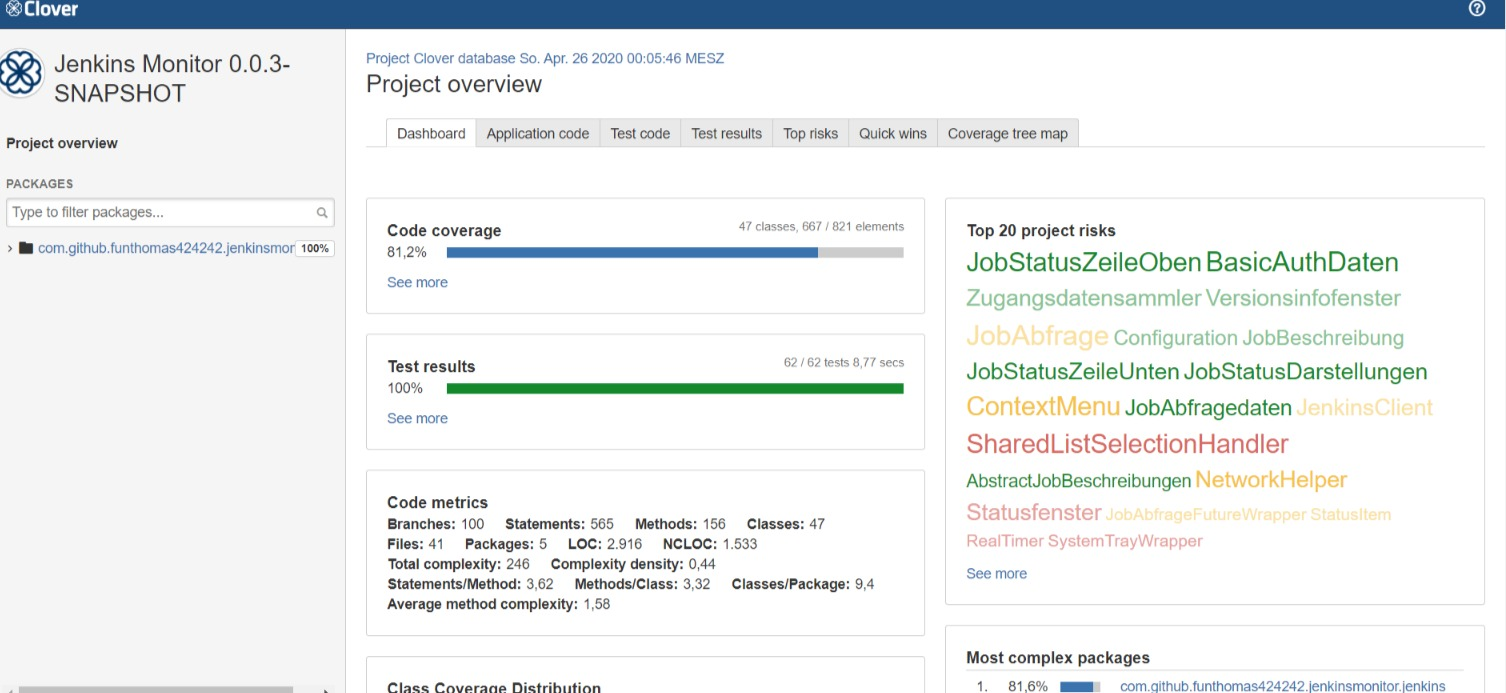 Clover
Jenkins Monitor 0.0.3-
SNAPSHOT
Project overview
PACKAGES
Type to filter packages...
com.github.funthomas424242.jenkinsmor 100%
Project Clover database So. Apr. 26 2020 00:05:46 MESZ
Project overview
Dashboard Application code Test code Test results Top risks Quick wins Coverage tree map
Code coverage 47 classes, 667 / 821 elements
81,2%
See more
Test results 62 / 62 tests 8,77 secs
100%
See more
Code metrics
Branches: 100 Statements: 565 Methods: 156 Classes: 47
Files: 41 Packages: 5 LOC: 2.916 NCLOC: 1.533
Total complexity: 246 Complexity density: 0,44
Statements/Method: 3,62 Methods/Class: 3,32 Classes/Package: 9,4
Average method complexity: 1,58
Class Coverage Distribution
Top 20 project risks
JobStatusZeileOben BasicAuthDaten
Zugangsdatensammler Versionsinfofenster
JobAbfrage Configuration JobBeschreibung
JobStatusZeileUnten JobStatusDarstellungen
ContextMenu JobAbfragedaten JenkinsClient
SharedListSelectionHandler
AbstractJobBeschreibungen NetworkHelper
Statusfenster JobAbfrageFutureWrapper StatusItem
RealTimer SystemTrayWrapper
See more
Most complex packages
1. 81,6% com.github.funthomas424242.jenkinsmonitor.jenkins